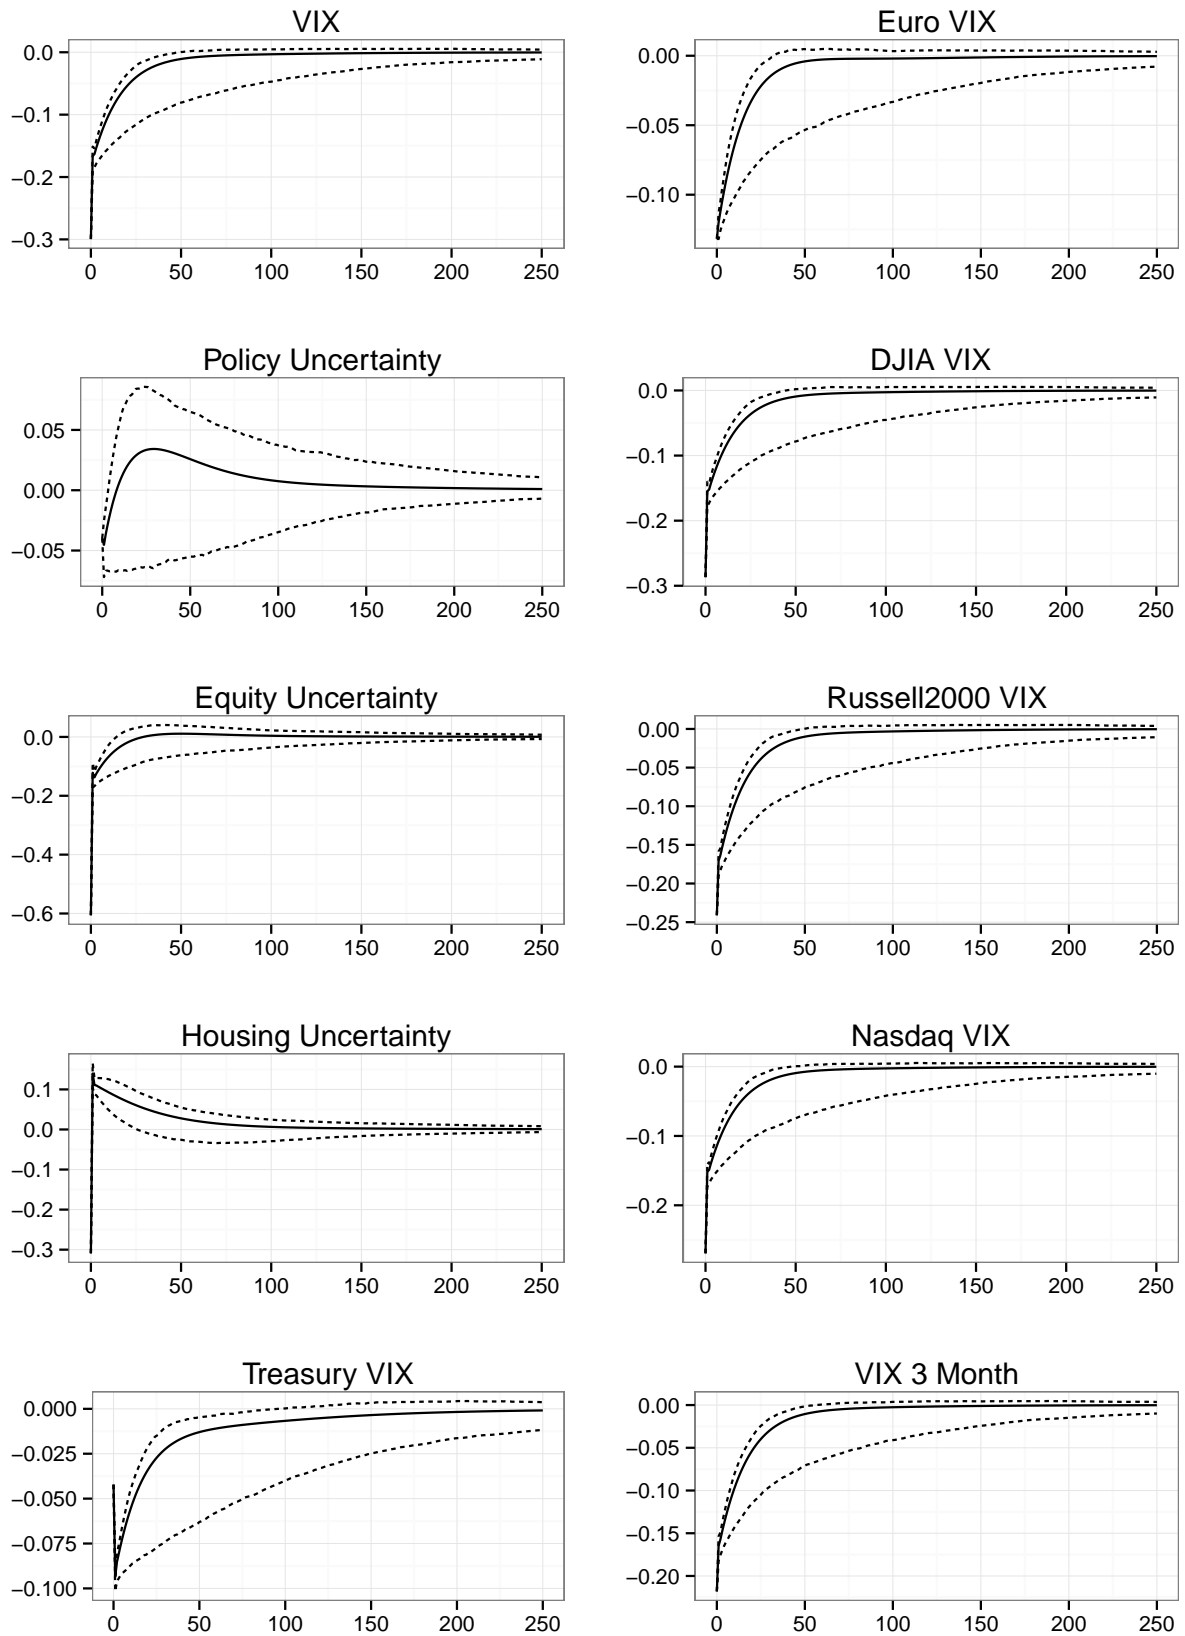 VIX
0.0
−0.1
−0.2
−0.3
0 50 100 150 200 250
Euro VIX
0.00
−0.05
−0.10
0 50 100 150 200 250
Policy Uncertainty
0.05
0.00
−0.05
0 50 100 150 200 250
DJIA VIX
0.0
−0.1
−0.2
−0.3
0 50 100 150 200 250
Equity Uncertainty
0.0
−0.2
−0.4
−0.6
0 50 100 150 200 250
Russell2000 VIX
0.00
−0.05
−0.10
−0.15
−0.20
−0.25
0 50 100 150 200 250
Housing Uncertainty
0.1
0.0
−0.1
−0.2
−0.3
0 50 100 150 200 250
Nasdaq VIX
0.0
−0.1
−0.2
0 50 100 150 200 250
Treasury VIX
0.000
−0.025
−0.050
−0.075
−0.100
0 50 100 150 200 250
VIX 3 Month
0.00
−0.05
−0.10
−0.15
−0.20
0 50 100 150 200 250